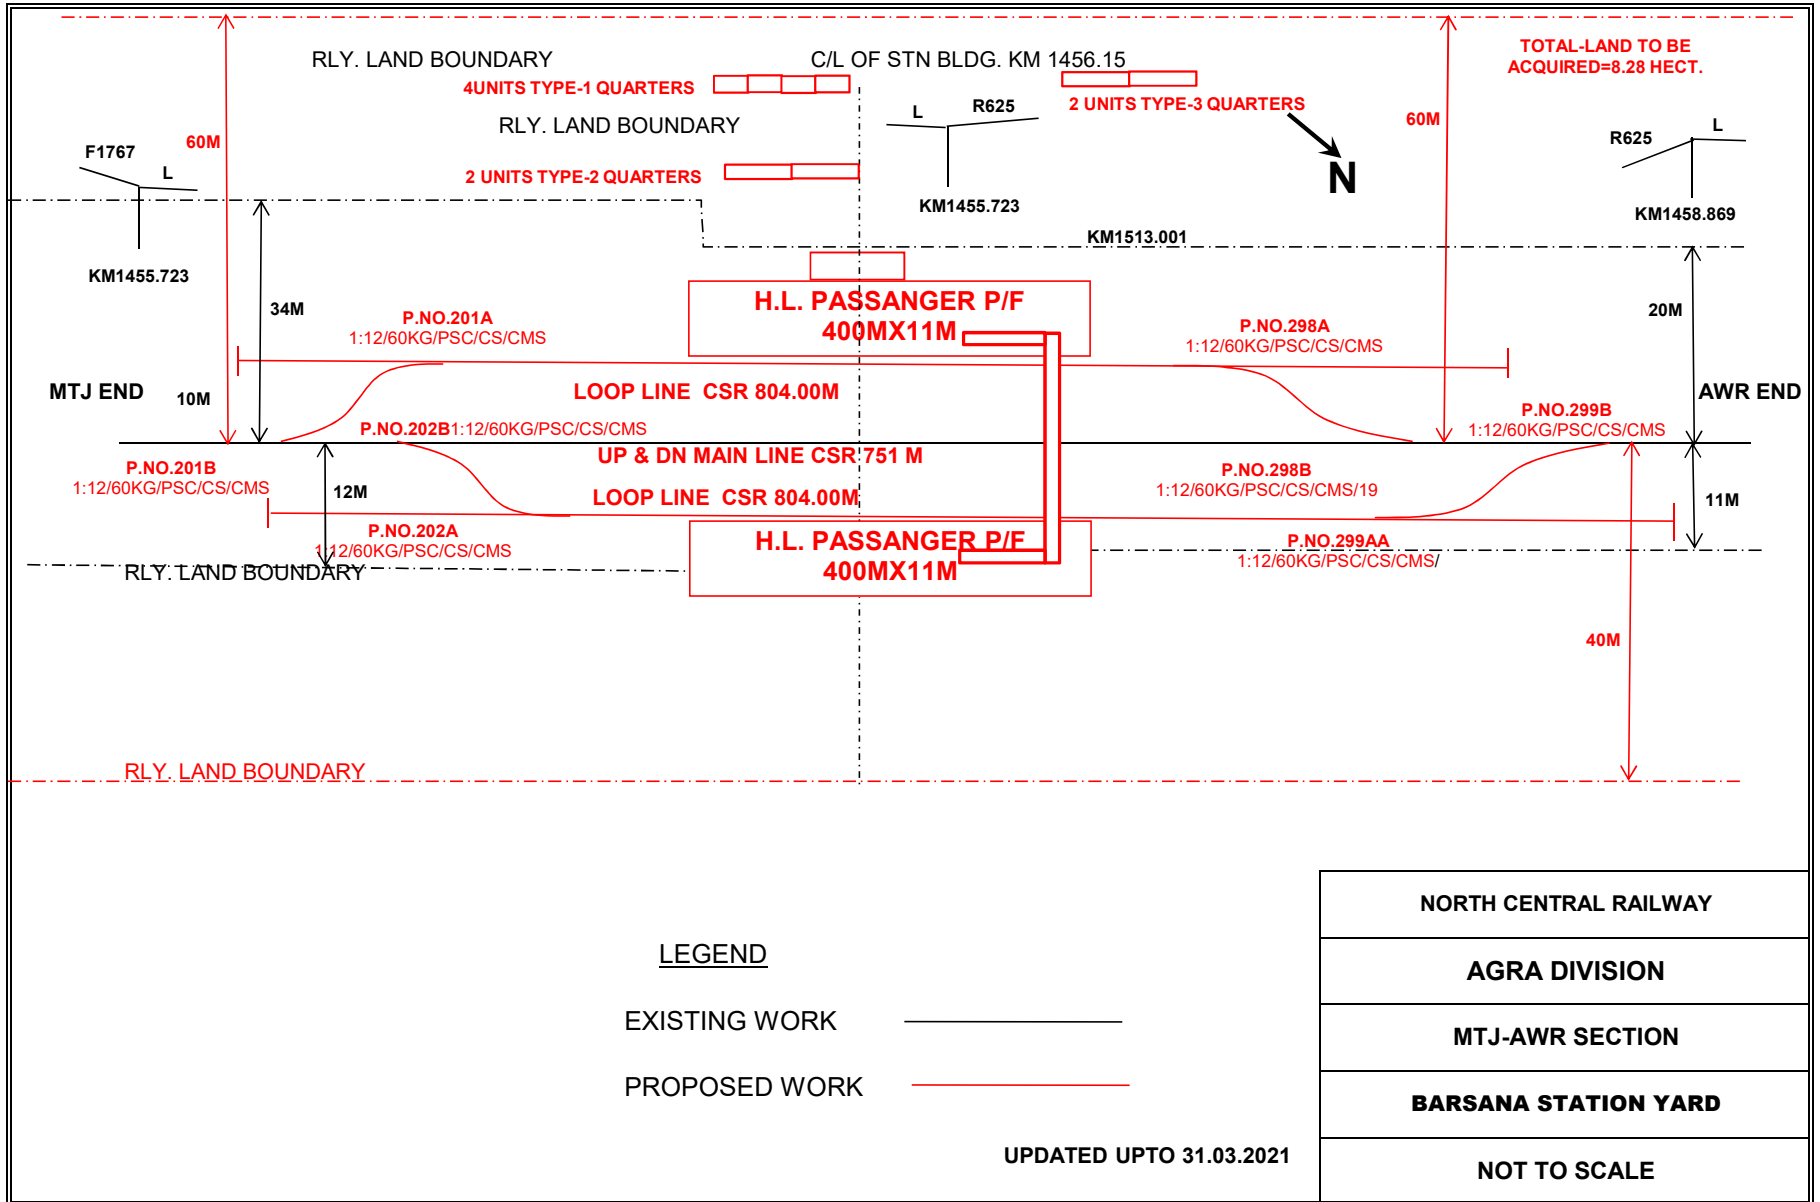 RLY. LAND BOUNDARY
C/L OF STN BLDG. KM 1456.15
TOTAL-LAND TO BE
ACQUIRED=8.28 HECT.
4UNITS TYPE-1 QUARTERS
2 UNITS TYPE-3 QUARTERS
RLY. LAND BOUNDARY
60M
L
R625
60M
R625
L
F1767
L
2 UNITS TYPE-2 QUARTERS
N
KM1455.723
KM1458.869
KM1513.001
KM1455.723
34M
20M
H.L. PASSANGER P/F
400MX11M
P.NO.201A
1:12/60KG/PSC/CS/CMS
P.NO.298A
1:12/60KG/PSC/CS/CMS
MTJ END
10M
LOOP LINE CSR 804.00M
AWR END
P.NO.202B1:12/60KG/PSC/CS/CMS
P.NO.299B
1:12/60KG/PSC/CS/CMS
UP & DN MAIN LINE CSR 751 M
P.NO.201B
1:12/60KG/PSC/CS/CMS
12M
LOOP LINE CSR 804.00M
P.NO.298B
1:12/60KG/PSC/CS/CMS/19
11M
P.NO.202A
1:12/60KG/PSC/CS/CMS
H.L. PASSANGER P/F
400MX11M
P.NO.299AA
1:12/60KG/PSC/CS/CMS/
RLY. LAND BOUNDARY
40M
RLY. LAND BOUNDARY
LEGEND
EXISTING WORK
PROPOSED WORK
UPDATED UPTO 31.03.2021
NORTH CENTRAL RAILWAY
AGRA DIVISION
MTJ-AWR SECTION
BARSANA STATION YARD
NOT TO SCALE